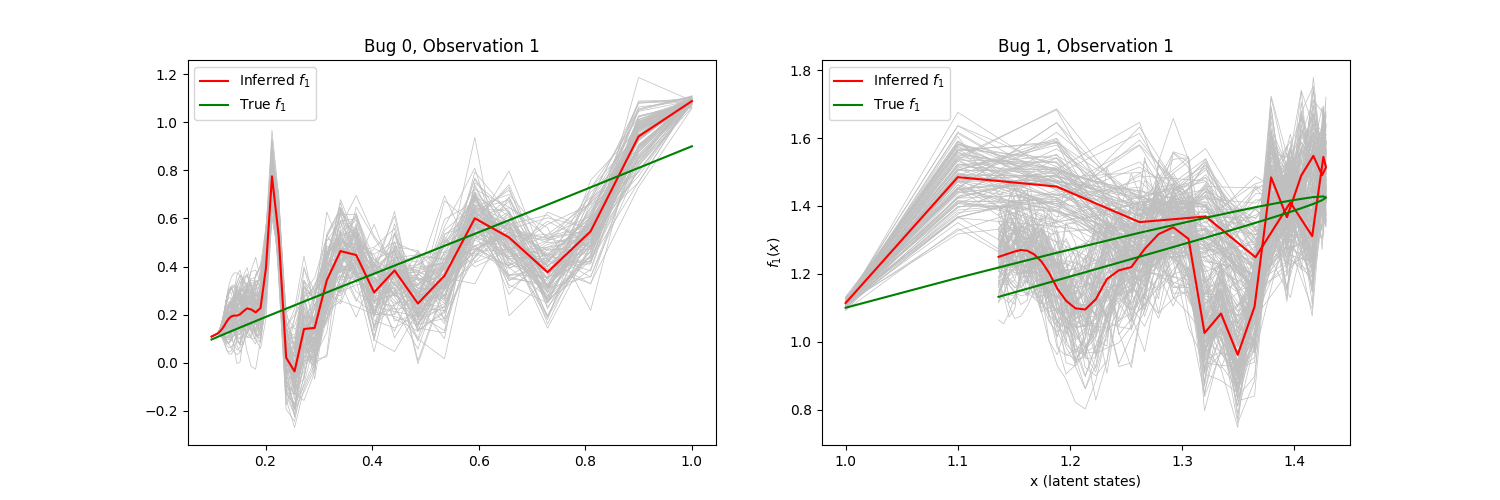 Bug 0, Observation 1
Inferred f₁
True f₁
1.2
1.0
0.8
0.6
0.4
0.2
0.0
−0.2
0.2 0.4 0.6 0.8 1.0
Bug 1, Observation 1
Inferred f₁
True f₁
1.8
1.6
1.4
1.2
1.0
0.8
f₁(x)
1.0 1.1 1.2 1.3 1.4
x (latent states)